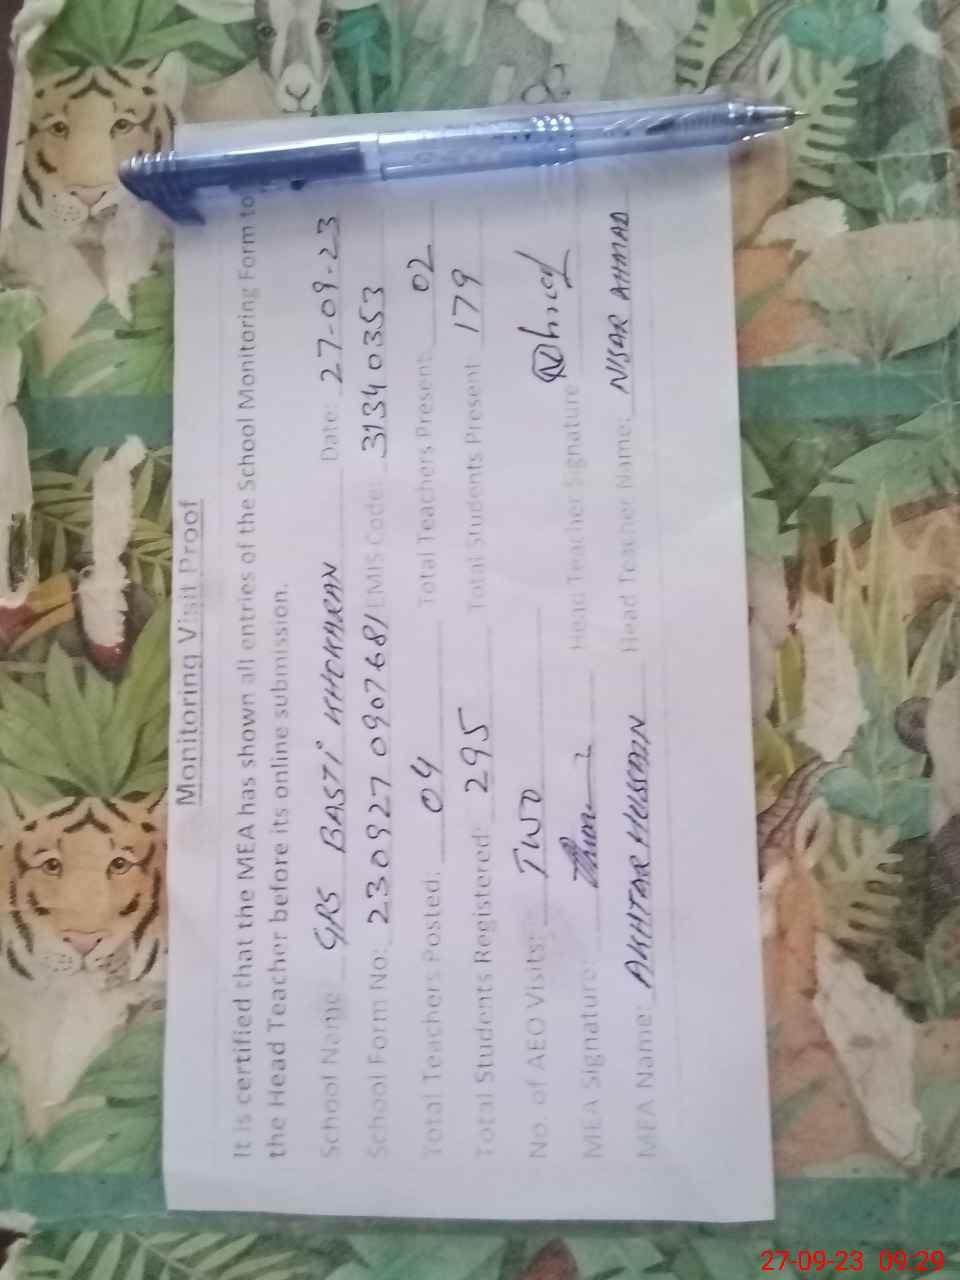 Monitoring Visit Proof
It is certified that the MEA has shown all entries of the School Monitoring Form to
the Head Teacher before its online submission.
School Name: GPS BASTI KHOKHARAN Date: 27-09-23
School Form No: 230927 0907681 EMIS Code: 31340353
Total Teachers Posted: 04 Total Teachers Present: 02
Total Students Registered: 295 Total Students Present 179
No. of AEO Visits: TWO
MEA Signature Head Teacher Signature
MEA Name: AKHTAR HUSSAIN Head Teacher Name: NISAR AHMAD
27-09-23 09:29